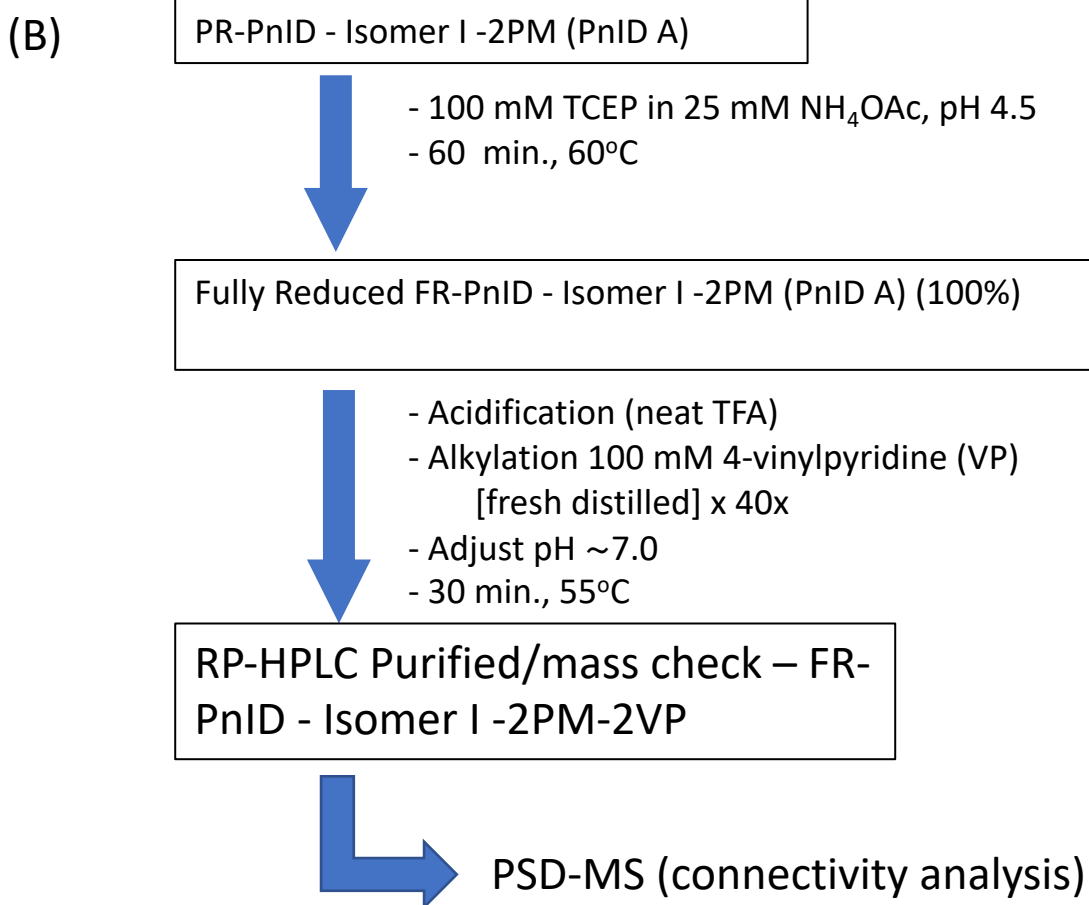 (B)
PR-PnID - Isomer I -2PM (PnID A)
- 100 mM TCEP in 25 mM NH₄OAc, pH 4.5
- 60  min., 60°C
Fully Reduced FR-PnID - Isomer I -2PM (PnID A) (100%)
- Acidification (neat TFA)
- Alkylation 100 mM 4-vinylpyridine (VP)
[fresh distilled] x 40x
- Adjust pH ~7.0
- 30 min., 55°C
RP-HPLC Purified/mass check – FR-
PnID - Isomer I -2PM-2VP
PSD-MS (connectivity analysis)